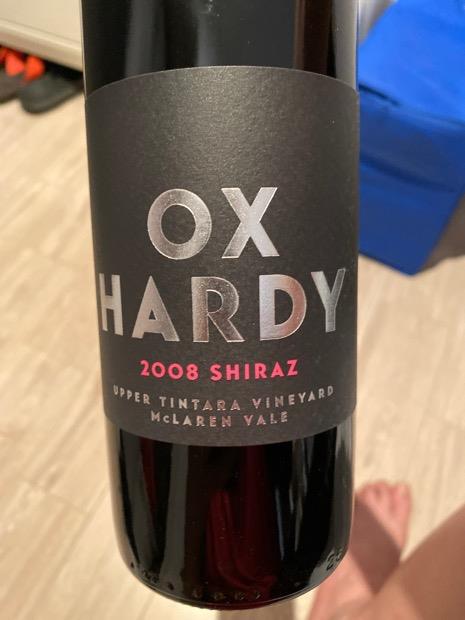 OX
HARDY
2008 SHIRAZ
UPPER TINTARA VINEYARD
McLAREN VALE